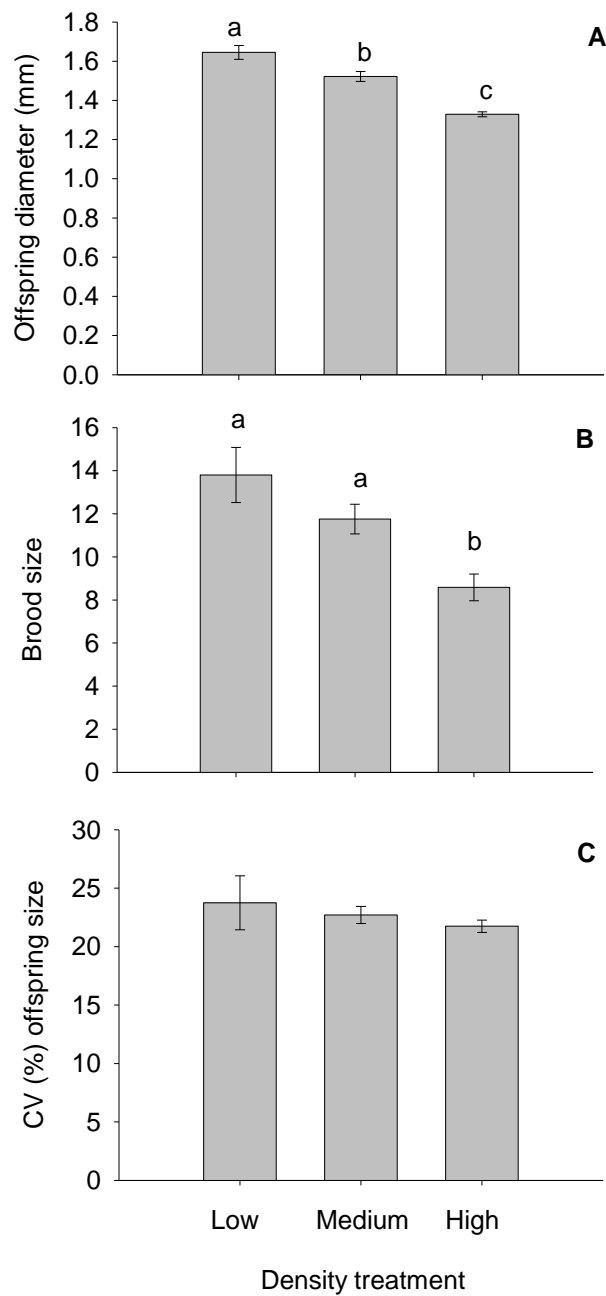 A
Offspring diameter (mm)
1.8
1.6
1.4
1.2
1.0
0.8
0.6
0.4
0.2
0.0
a
b
c
B
Brood size
16
14
12
10
8
6
4
2
0
a
a
b
C
CV (%) offspring size
30
25
20
15
10
5
0
Low Medium High
Density treatment